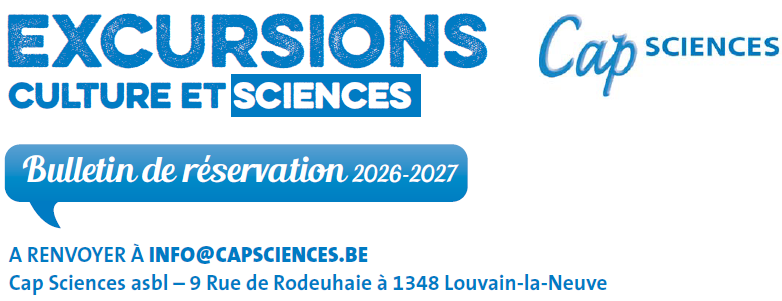 EXCURSIONS
CULTURE ET SCIENCES
Cap SCIENCES
Bulletin de réservation 2026-2027
A RENVOYER À INFO@CAPSCIENCES.BE
Cap Sciences asbl – 9 Rue de Rodeuhaie à 1348 Louvain-la-Neuve